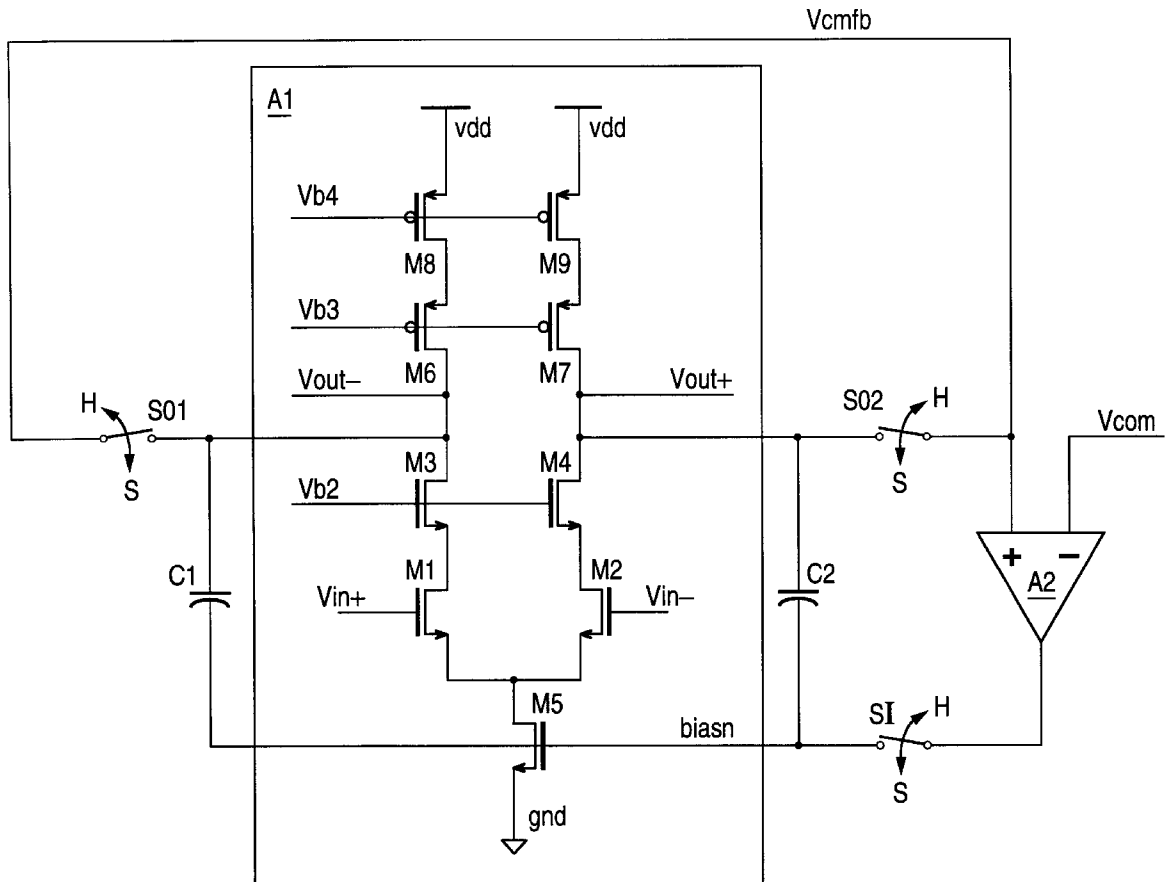 Vcmfb
A1
vdd
vdd
Vb4
M8
M9
Vb3
M6
M7
Vout−
Vout+
H
S01
S
S02
H
S
Vcom
M3
M4
Vb2
M1
M2
Vin+
Vin−
C1
C2
+
−
A2
M5
biasn
SI
H
S
gnd